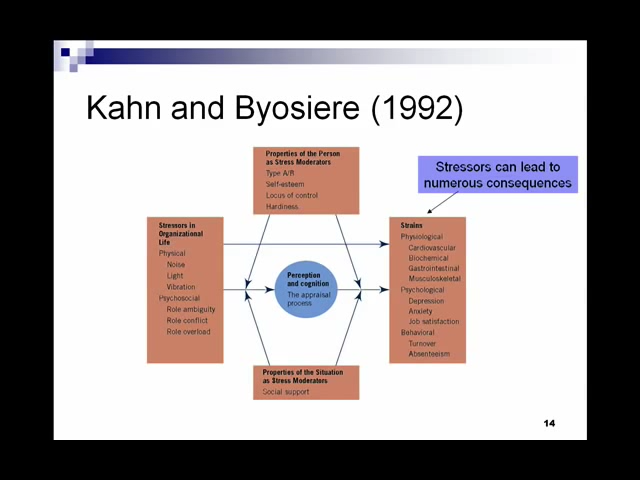 Kahn and Byosiere (1992)
Properties of the Person
as Stress Moderators
Type A/B
Self-esteem
Locus of control
Hardiness
Stressors can lead to
numerous consequences
Stressors in
Organizational
Life
Physical
Noise
Light
Vibration
Psychosocial
Role ambiguity
Role conflict
Role overload
Perception
and cognition
The appraisal
process
Strains
Physiological
Cardiovascular
Biochemical
Gastrointestinal
Musculoskeletal
Psychological
Depression
Anxiety
Job satisfaction
Behavioral
Turnover
Absenteeism
Properties of the Situation
as Stress Moderators
Social support
14